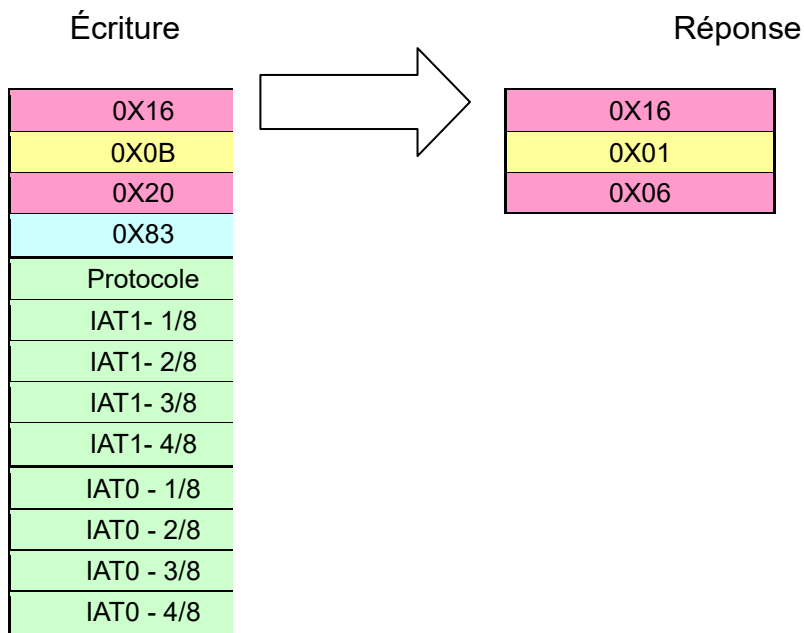 Écriture
Réponse
0X16
0X0B
0X20
0X83
Protocole
IAT1- 1/8
IAT1- 2/8
IAT1- 3/8
IAT1- 4/8
IAT0 - 1/8
IAT0 - 2/8
IAT0 - 3/8
IAT0 - 4/8
0X16
0X01
0X06